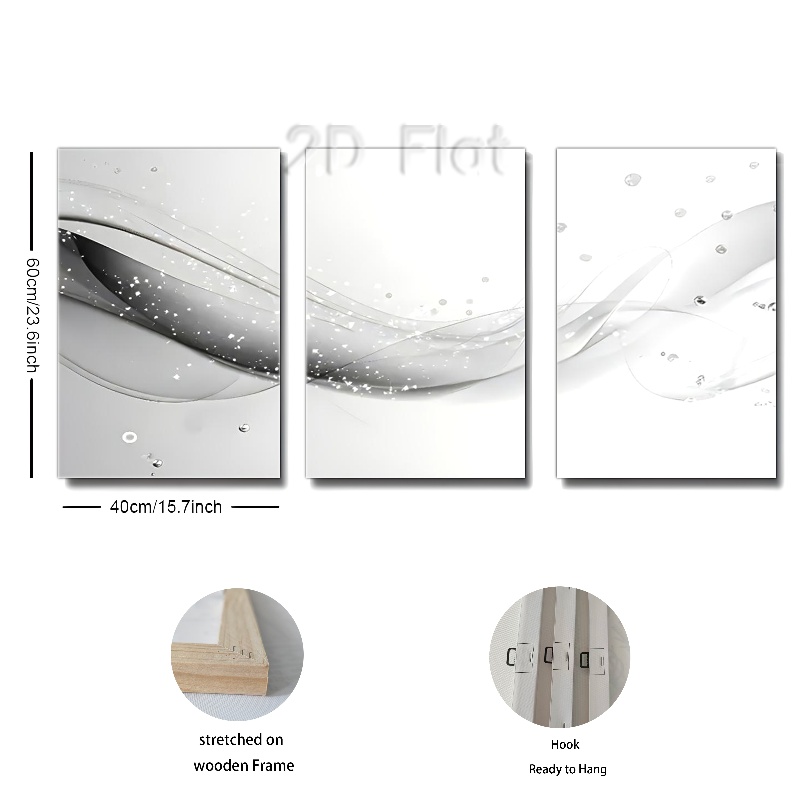 2D Flat
60cm/23.6inch
40cm/15.7inch
stretched on
wooden Frame
Hook
Ready to Hang